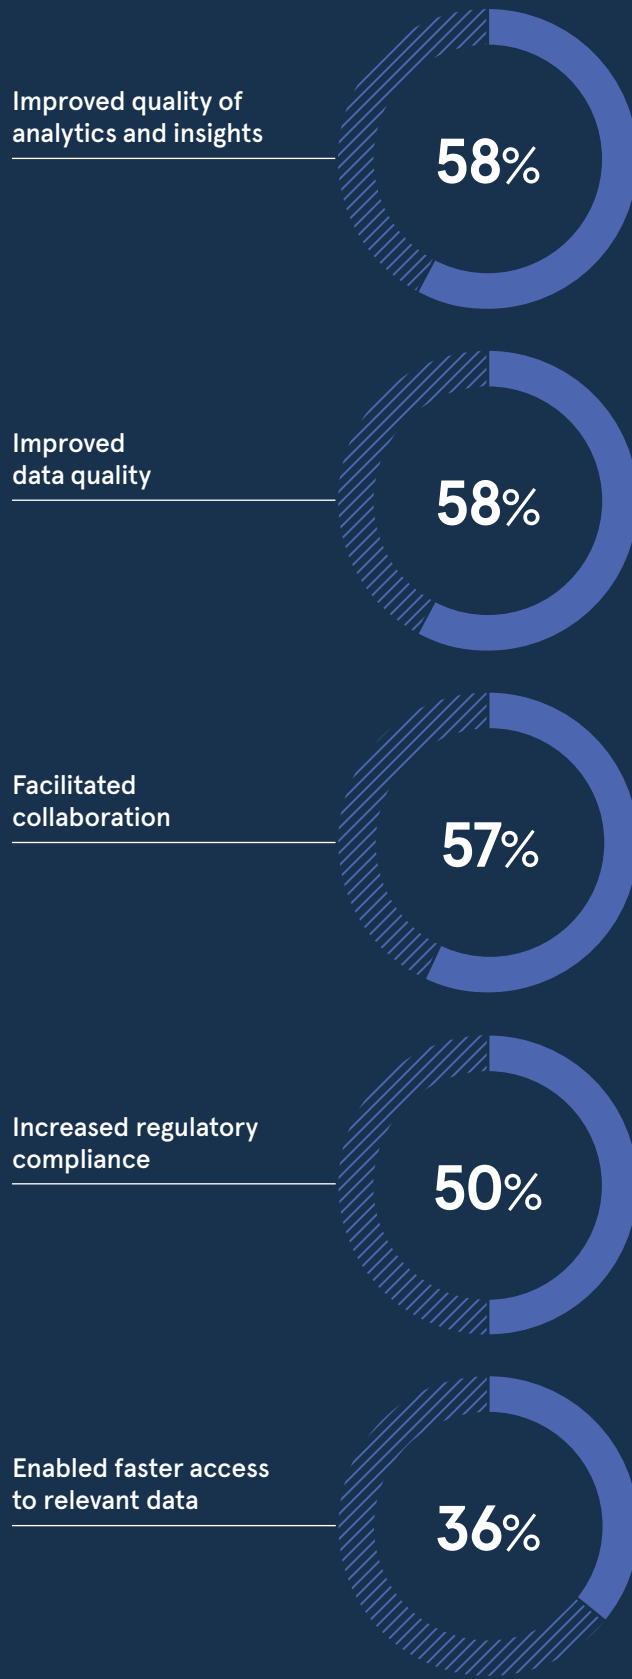 Improved quality of
analytics and insights
58%
Improved
data quality
58%
Facilitated
collaboration
57%
Increased regulatory
compliance
50%
Enabled faster access
to relevant data
36%